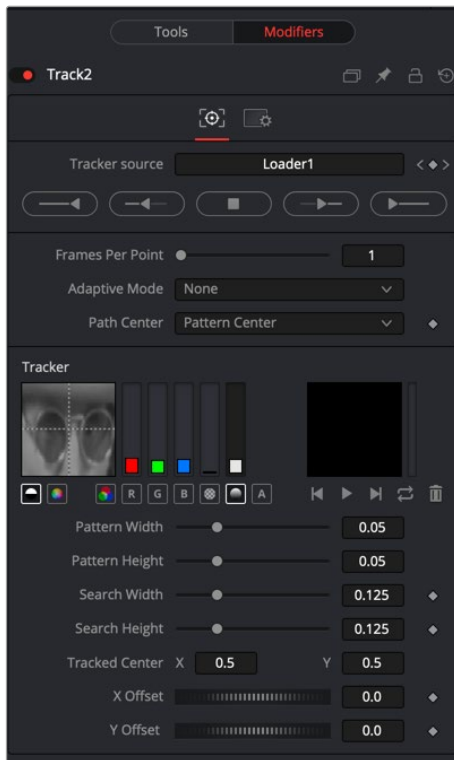 Tools Modifiers
Track2
Tracker source Loader1
Frames Per Point 1
Adaptive Mode None
Path Center Pattern Center
Tracker
R G B A
Pattern Width 0.05
Pattern Height 0.05
Search Width 0.125
Search Height 0.125
Tracked Center X 0.5 Y 0.5
X Offset 0.0
Y Offset 0.0